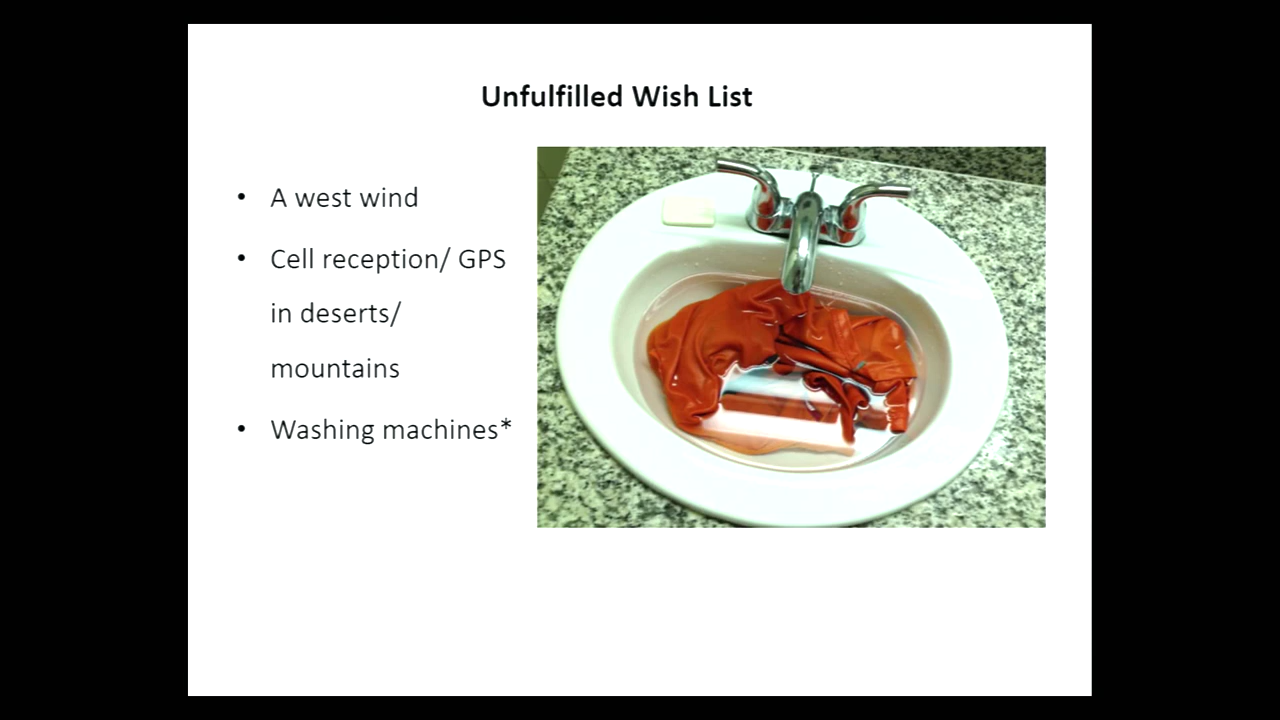 Unfulfilled Wish List
• A west wind
• Cell reception/ GPS
in deserts/
mountains
• Washing machines*